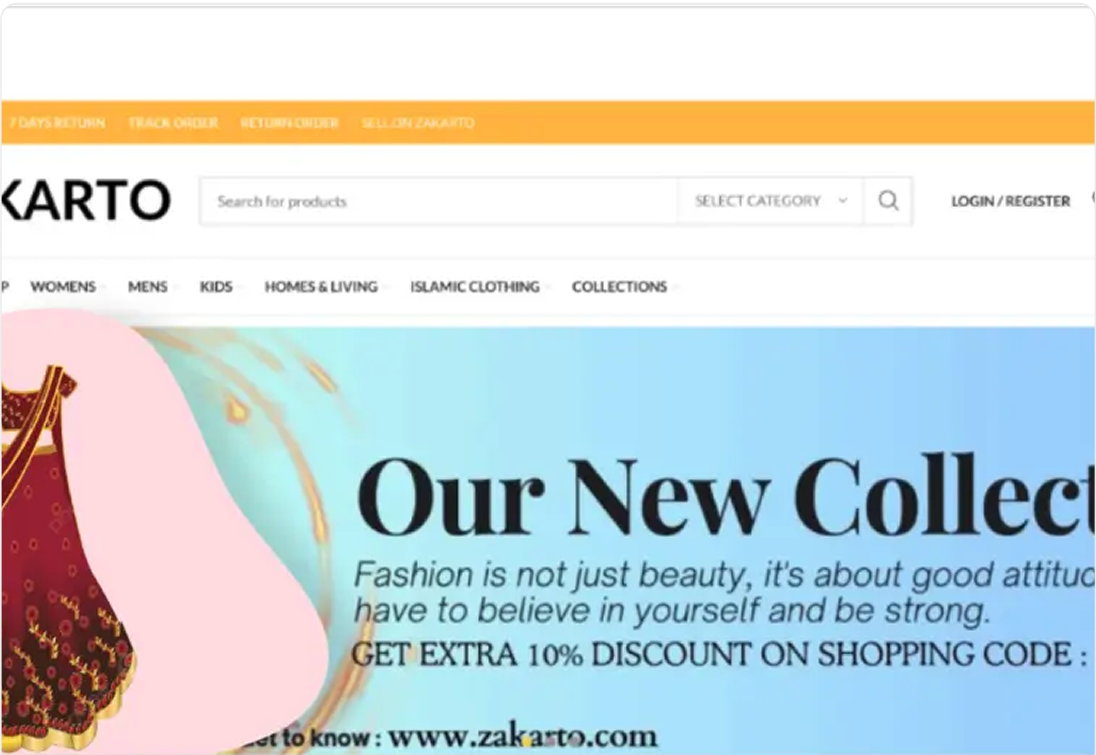 7 DAYS RETURN TRACK ORDER RETURN ORDER SELL ON ZAKARTO
KARTO
Search for products SELECT CATEGORY LOGIN / REGISTER
P WOMENS MENS KIDS HOMES & LIVING ISLAMIC CLOTHING COLLECTIONS
Our New Collect
Fashion is not just beauty, it's about good attitud
have to believe in yourself and be strong.
GET EXTRA 10% DISCOUNT ON SHOPPING CODE :
to know : www.zakarto.com